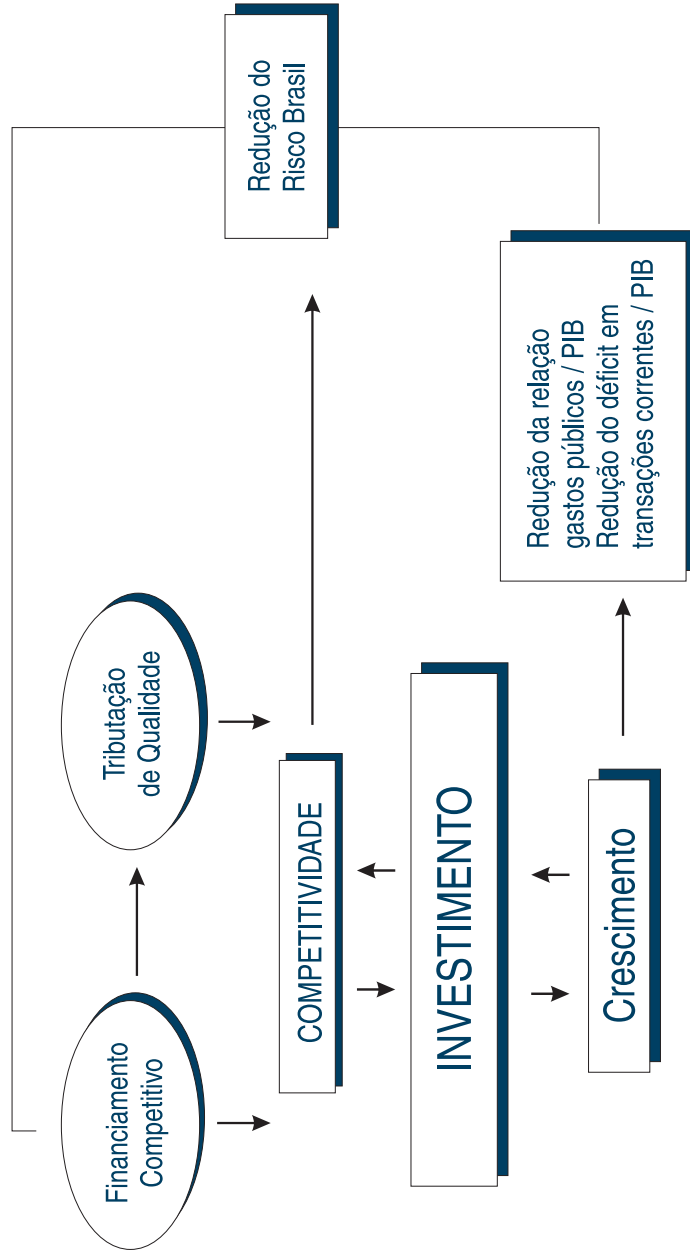 Financiamento
Competitivo
Tributação
de Qualidade
COMPETITIVIDADE
Redução do
Risco Brasil
INVESTIMENTO
Crescimento
Redução da relação
gastos públicos / PIB
Redução do déficit em
transações correntes / PIB